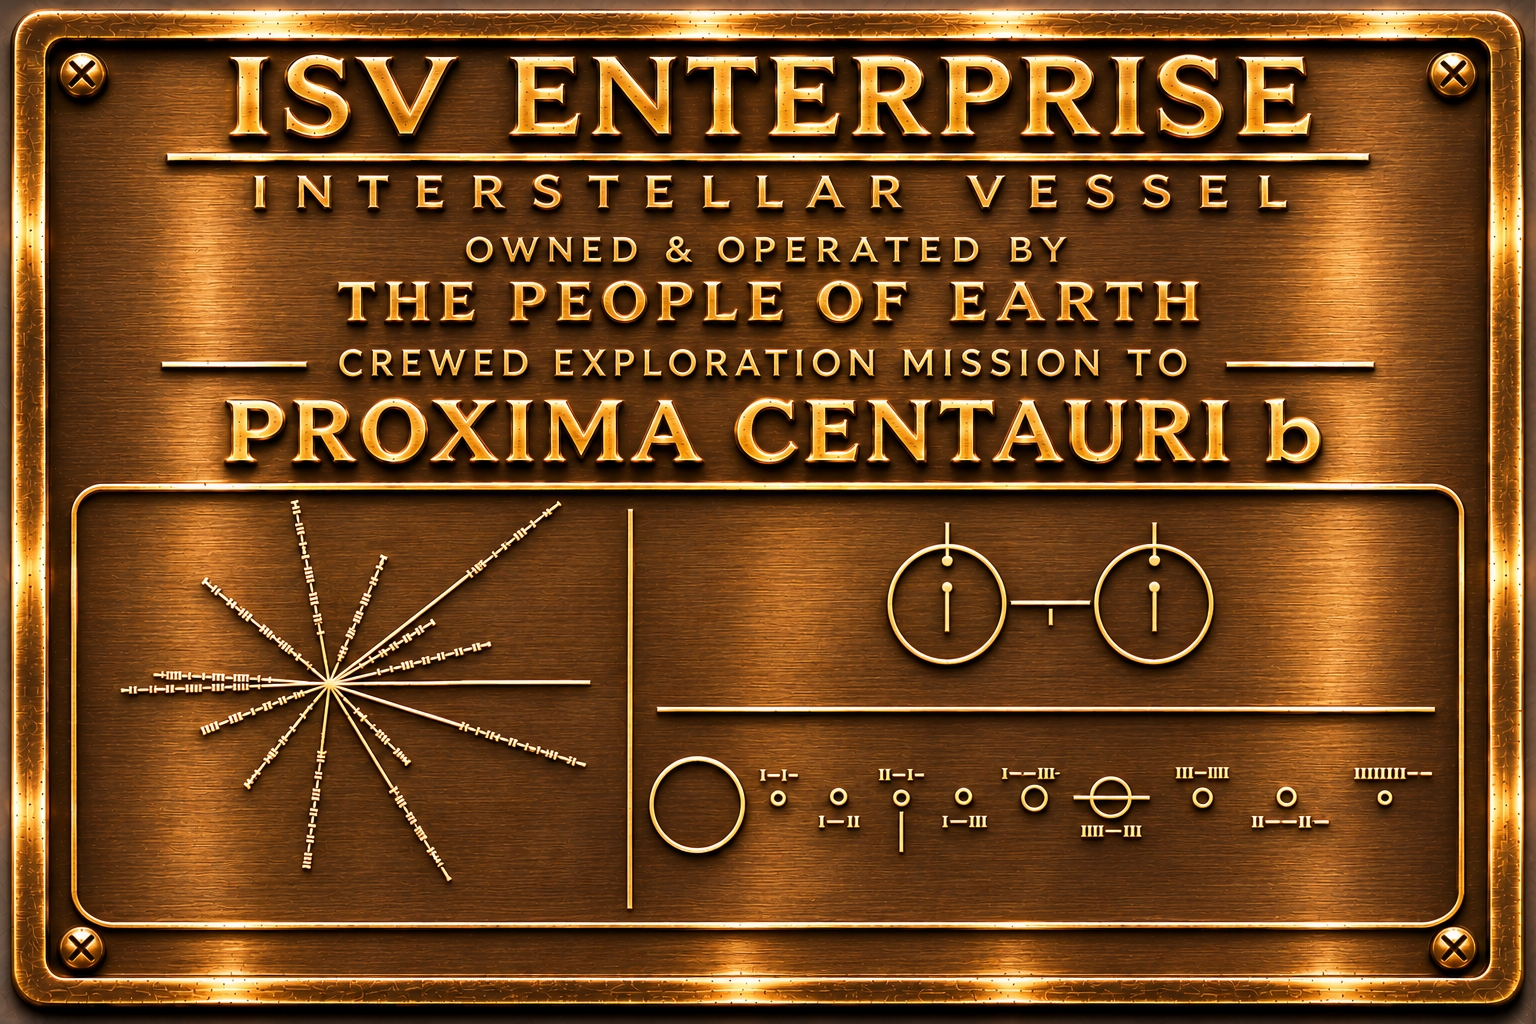 ISV ENTERPRISE
INTERSTELLAR VESSEL
OWNED & OPERATED BY
THE PEOPLE OF EARTH
CREWED EXPLORATION MISSION TO
PROXIMA CENTAURI b